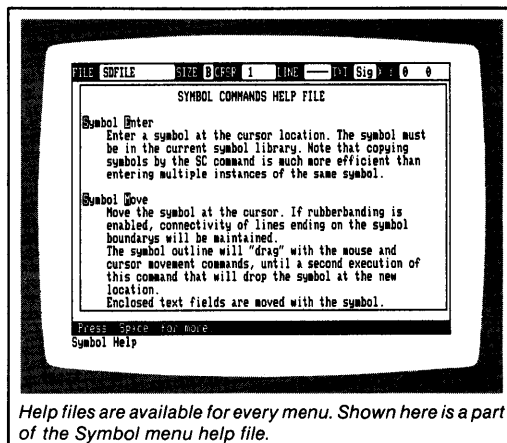 FILE SDFILE SIZE B CRSR 1 LINE — TXT Sig X: 0 0
SYMBOL COMMANDS HELP FILE
Symbol Enter
Enter a symbol at the cursor location. The symbol must
be in the current symbol library. Note that copying
symbols by the SC command is much more efficient than
entering multiple instances of the same symbol.
Symbol Move
Move the symbol at the cursor. If rubberbanding is
enabled, connectivity of lines ending on the symbol
boundarys will be maintained.
The symbol outline will "drag" with the mouse and
cursor movement commands, until a second execution of
this command that will drop the symbol at the new
location.
Enclosed text fields are moved with the symbol.
Press Space for more
Symbol Help
Help files are available for every menu. Shown here is a part
of the Symbol menu help file.